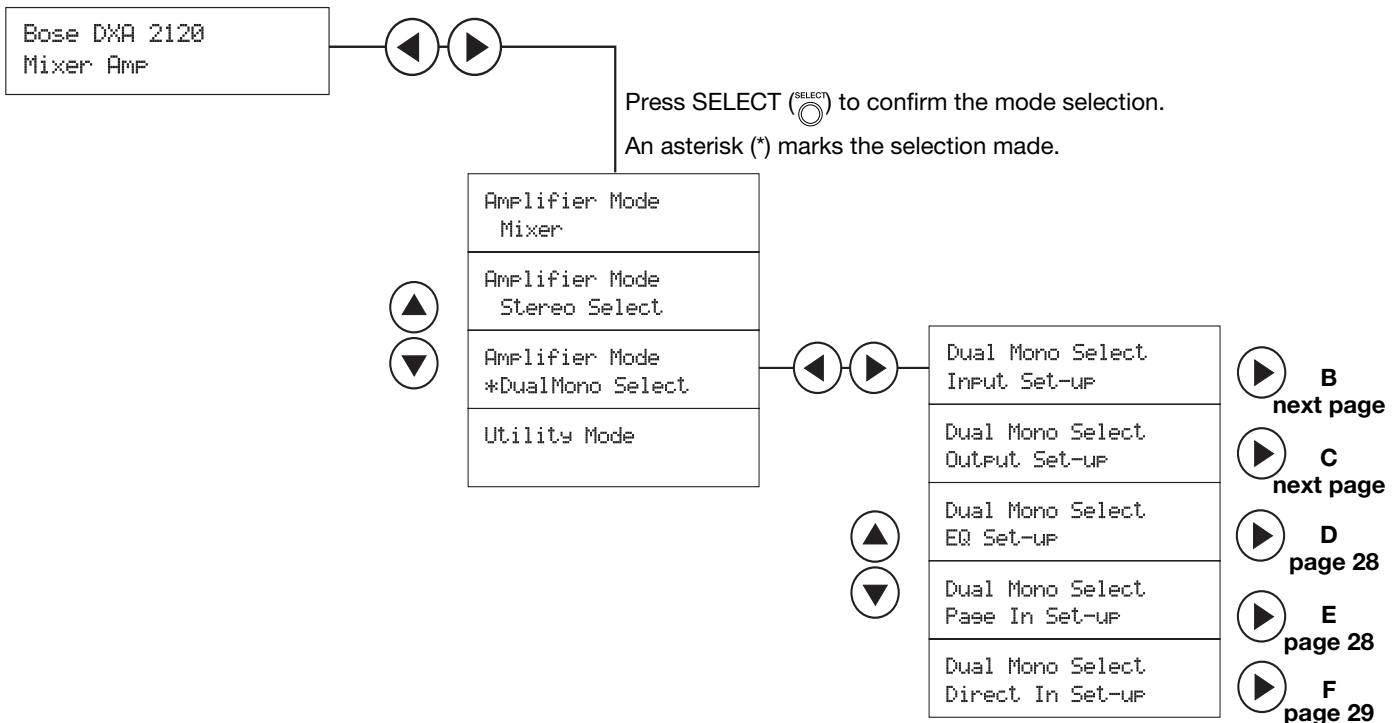 Bose DXA 2120
Mixer Amp
Press SELECT (SELECT) to confirm the mode selection.
An asterisk (*) marks the selection made.
Amplifier Mode
Mixer
Amplifier Mode
Stereo Select
Amplifier Mode
*DualMono Select
Utility Mode
Dual Mono Select
Input Set-up
B
next page
Dual Mono Select
Output Set-up
C
next page
Dual Mono Select
EQ Set-up
D
page 28
Dual Mono Select
Page In Set-up
E
page 28
Dual Mono Select
Direct In Set-up
F
page 29